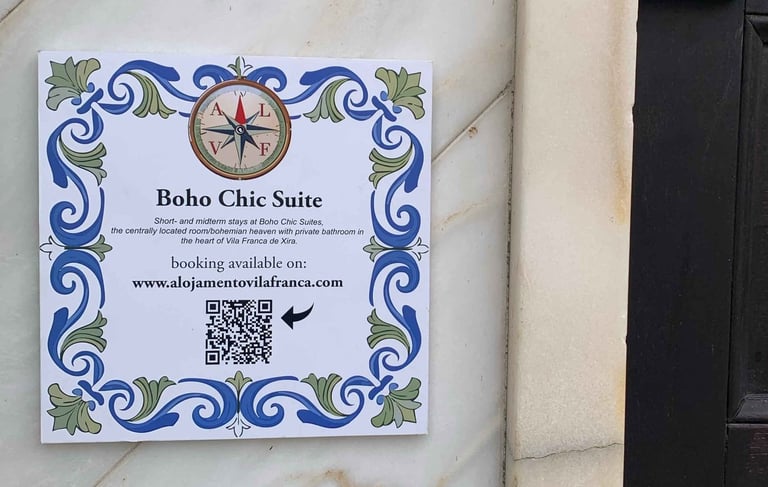 A L
V F
Boho Chic Suite
Short- and midterm stays at Boho Chic Suites,
the centrally located room/bohemian heaven with private bathroom in
the heart of Vila Franca de Xira.
booking available on:
www.alojamentovilafranca.com